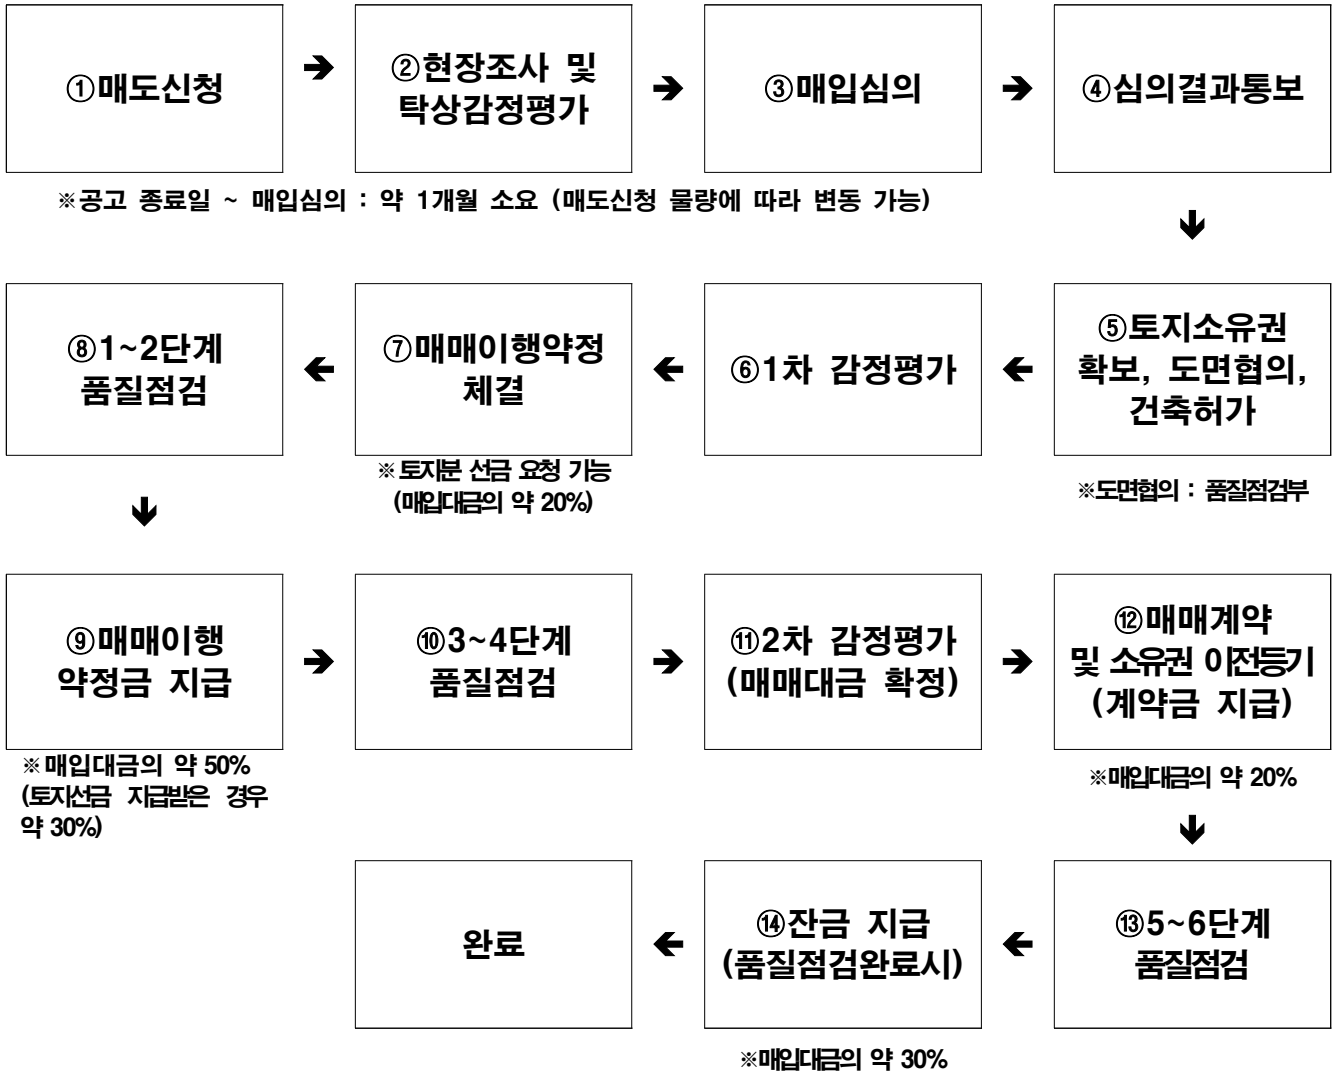 ①매도신청
②현장조사 및
탁상감정평가
③매입심의
④심의결과통보
※공고 종료일 ~ 매입심의 : 약 1개월 소요 (매도신청 물량에 따라 변동 가능)
⑤토지소유권
확보, 도면협의,
건축허가
※도면협의 : 품질점검부
⑥1차 감정평가
⑦매매이행약정
체결
※토지분 선금 요청 가능
(매입대금의 약 20%)
⑧1~2단계
품질점검
⑨매매이행
약정금 지급
※매입대금의 약 50%
(토지선금 지급받은 경우
약 30%)
⑩3~4단계
품질점검
⑪2차 감정평가
(매매대금 확정)
⑫매매계약
및 소유권 이전등기
(계약금 지급)
※매입대금의 약 20%
⑬5~6단계
품질점검
⑭잔금 지급
(품질점검완료시)
※매입대금의 약 30%
완료